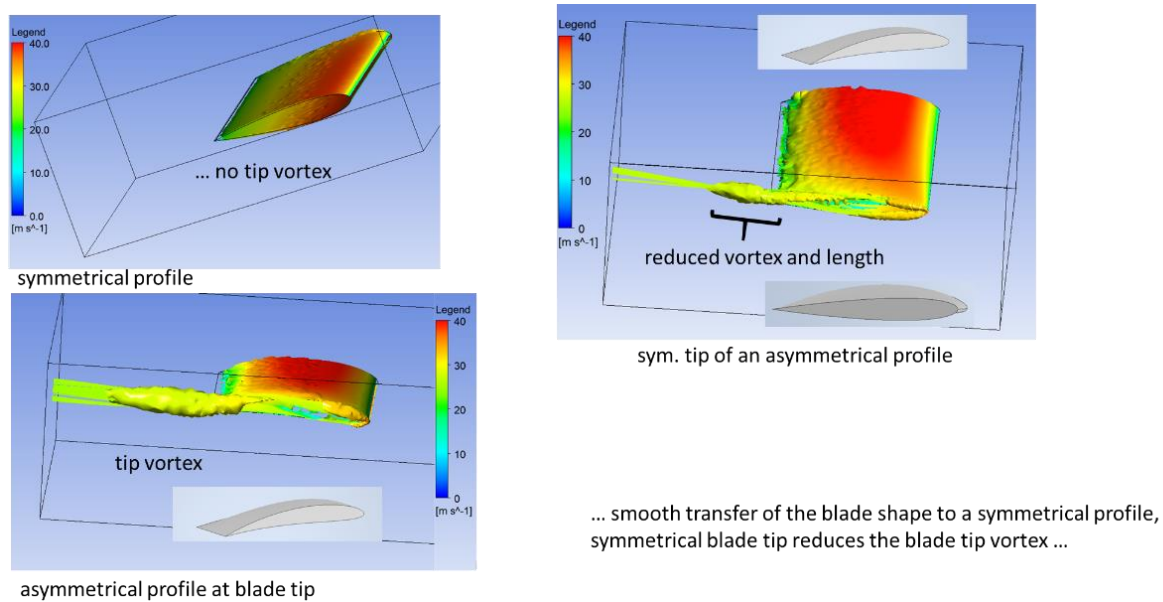 Legend
40.0
30.0
20.0
10.0
0.0
[m s^-1]
... no tip vortex
symmetrical profile
Legend
40
30
20
10
0
[m s^-1]
reduced vortex and length
sym. tip of an asymmetrical profile
Legend
40
30
20
10
0
[m s^-1]
tip vortex
asymmetrical profile at blade tip
... smooth transfer of the blade shape to a symmetrical profile,
symmetrical blade tip reduces the blade tip vortex ...